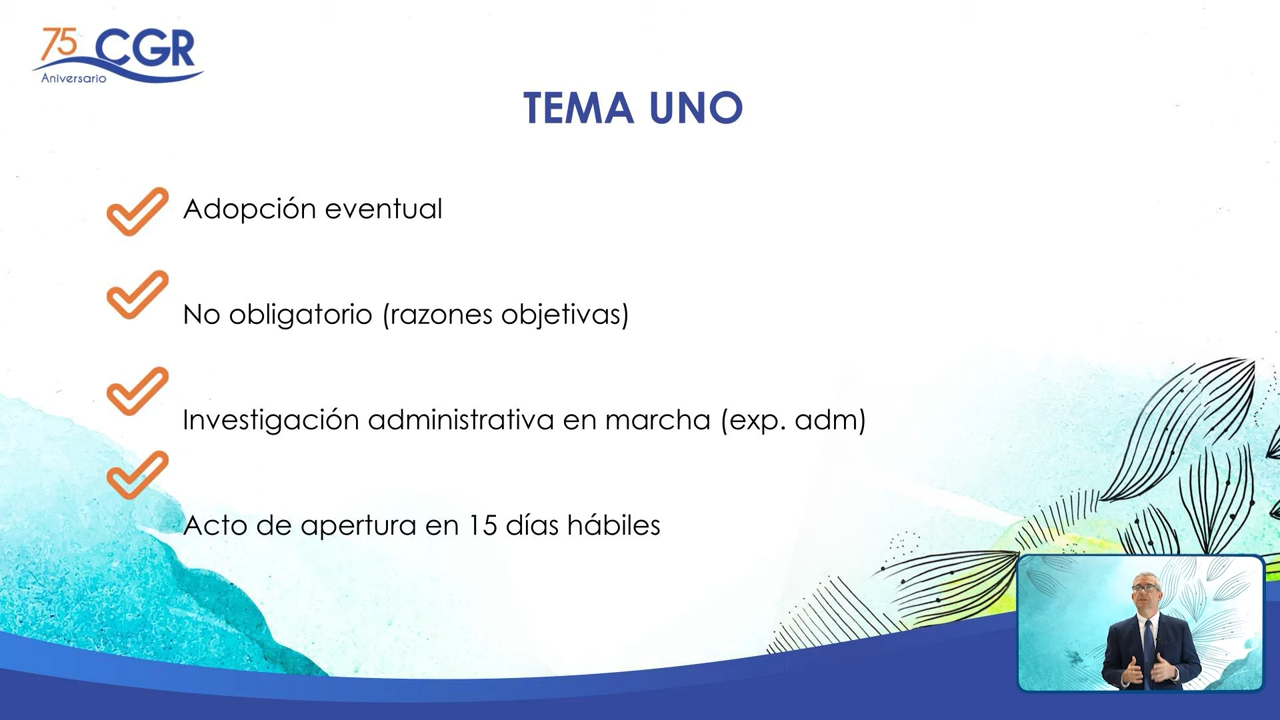 75 CGR
Aniversario
TEMA UNO
Adopción eventual
No obligatorio (razones objetivas)
Investigación administrativa en marcha (exp. adm)
Acto de apertura en 15 días hábiles